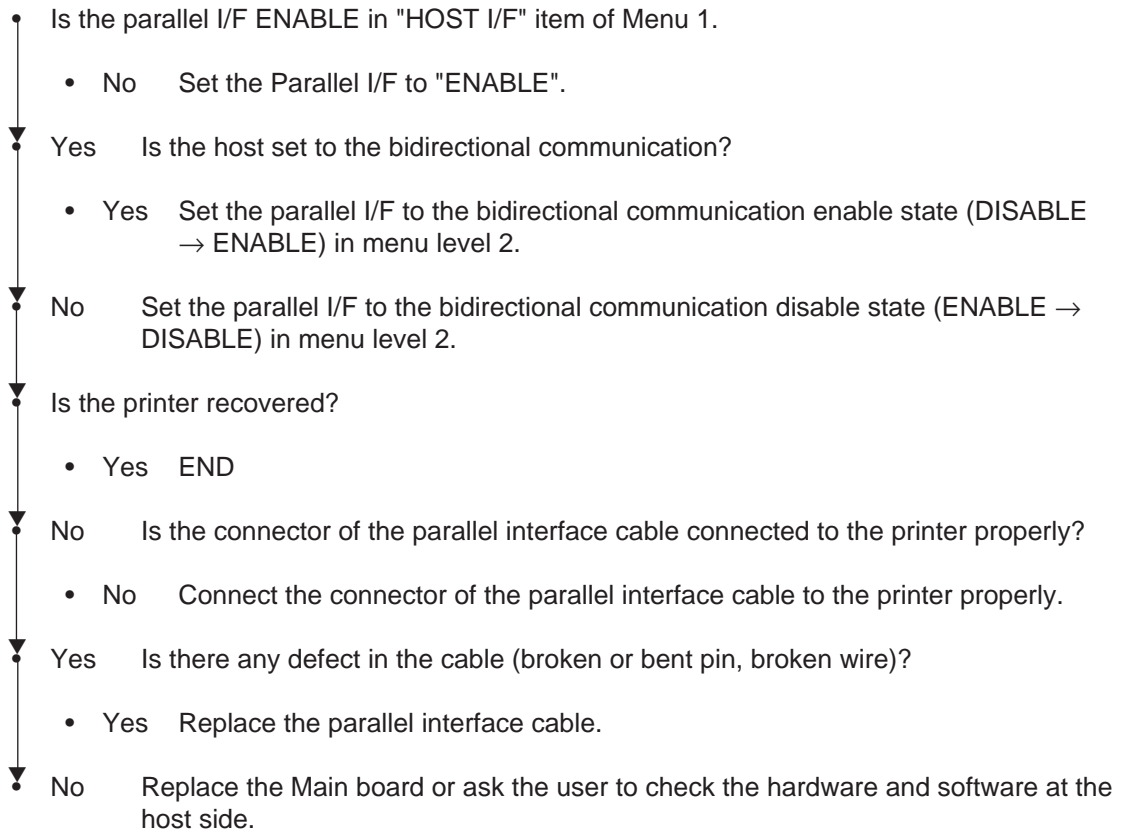 Is the parallel I/F ENABLE in "HOST I/F" item of Menu 1.
• No Set the Parallel I/F to "ENABLE".
Yes Is the host set to the bidirectional communication?
• Yes Set the parallel I/F to the bidirectional communication enable state (DISABLE
→ ENABLE) in menu level 2.
No Set the parallel I/F to the bidirectional communication disable state (ENABLE →
DISABLE) in menu level 2.
Is the printer recovered?
• Yes END
No Is the connector of the parallel interface cable connected to the printer properly?
• No Connect the connector of the parallel interface cable to the printer properly.
Yes Is there any defect in the cable (broken or bent pin, broken wire)?
• Yes Replace the parallel interface cable.
No Replace the Main board or ask the user to check the hardware and software at the
host side.